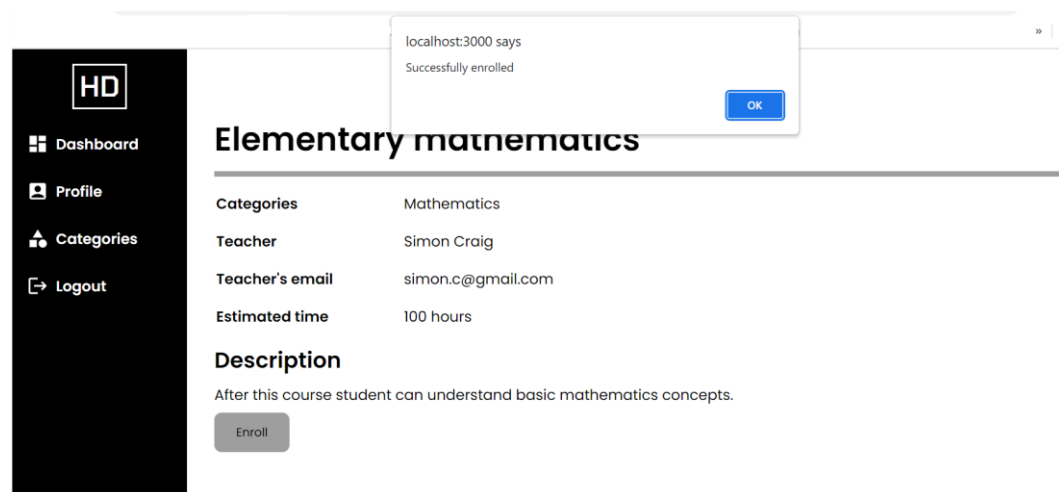 localhost:3000 says
Successfully enrolled
OK
»
HD
Dashboard
Profile
Categories
Logout
Elementary mathematics
Categories Mathematics
Teacher Simon Craig
Teacher's email simon.c@gmail.com
Estimated time 100 hours
Description
After this course student can understand basic mathematics concepts.
Enroll